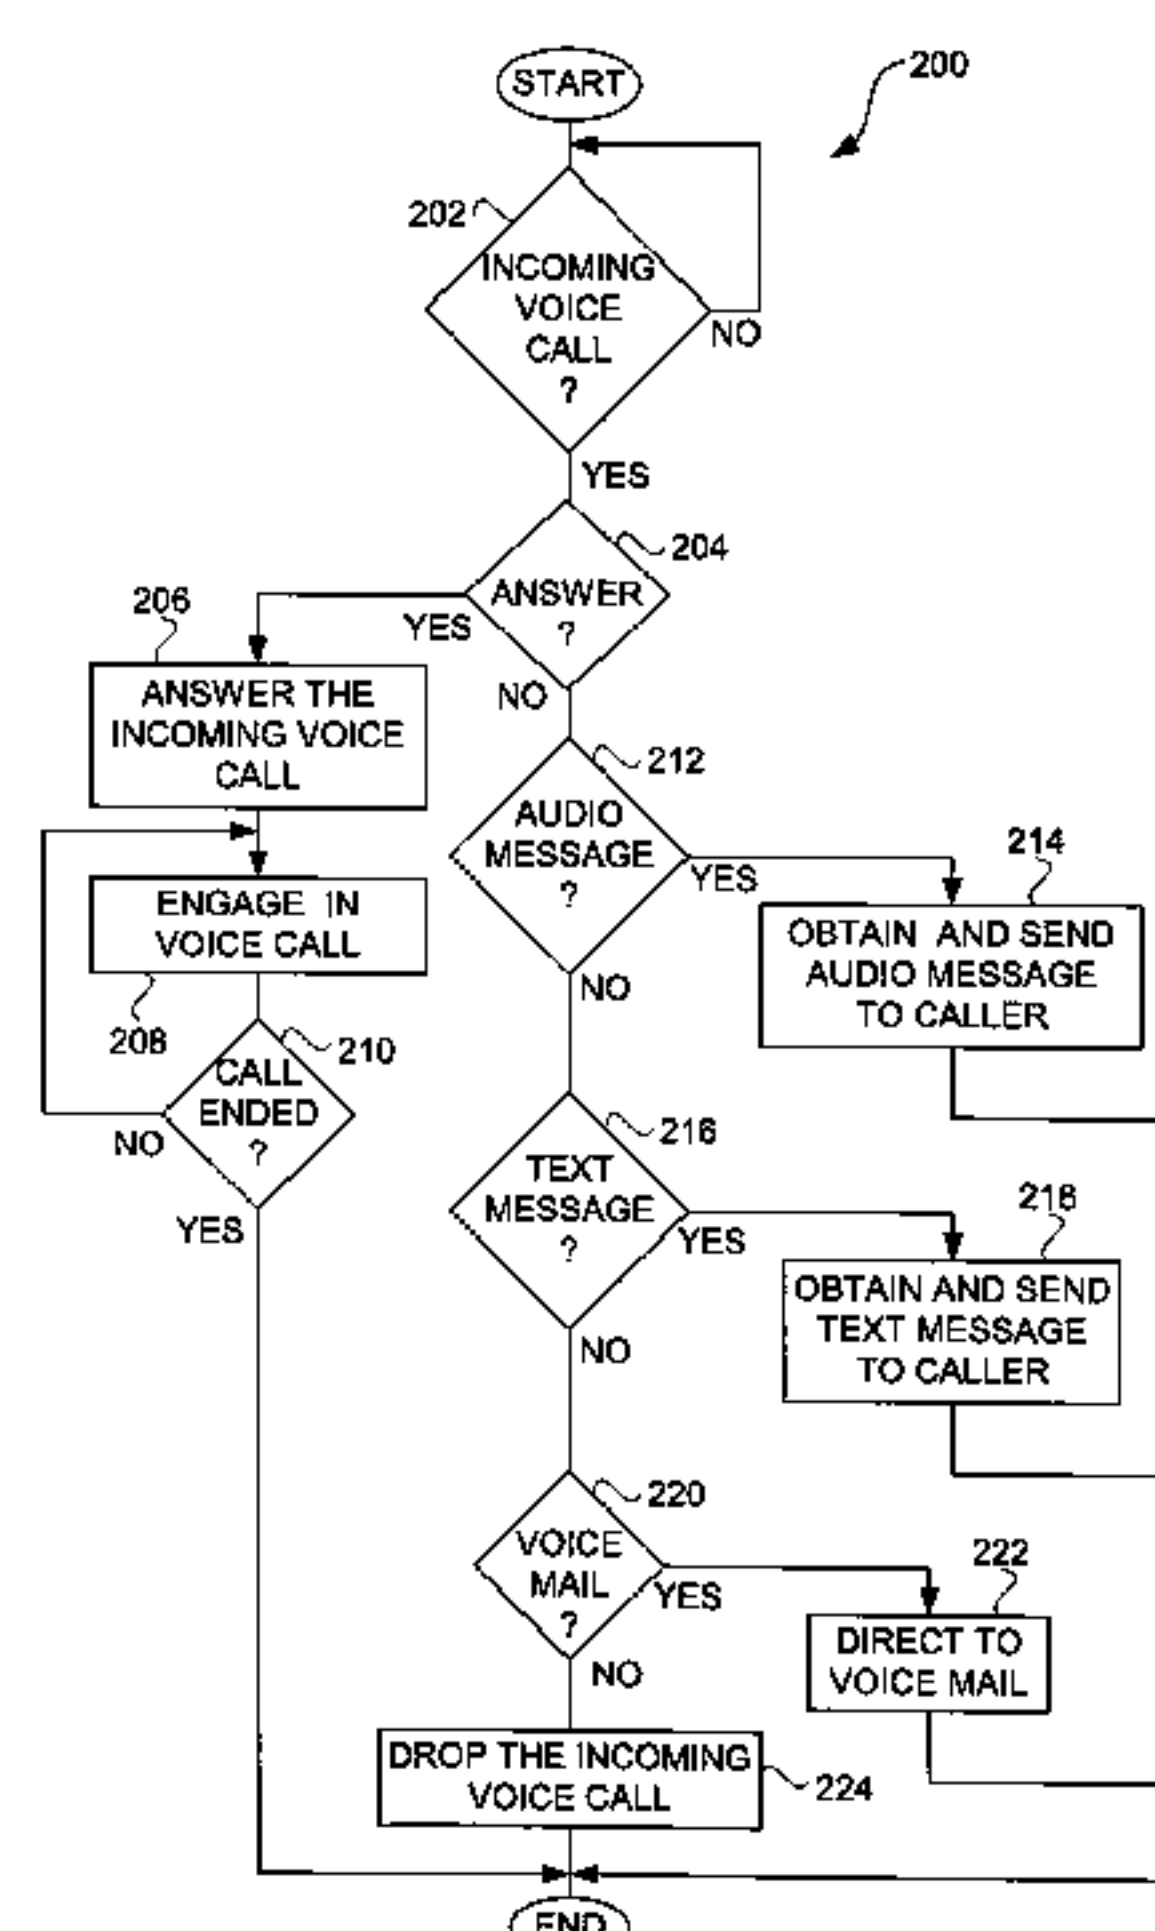 START
200
202
INCOMING
VOICE
CALL
?
NO
YES
204
ANSWER
?
YES
NO
206
ANSWER THE
INCOMING VOICE
CALL
212
AUDIO
MESSAGE
?
YES
NO
214
OBTAIN AND SEND
AUDIO MESSAGE
TO CALLER
ENGAGE IN
VOICE CALL
208
210
CALL
ENDED
?
NO
YES
216
TEXT
MESSAGE
?
YES
NO
218
OBTAIN AND SEND
TEXT MESSAGE
TO CALLER
220
VOICE
MAIL
?
YES
NO
222
DIRECT TO
VOICE MAIL
DROP THE INCOMING
VOICE CALL
224
END